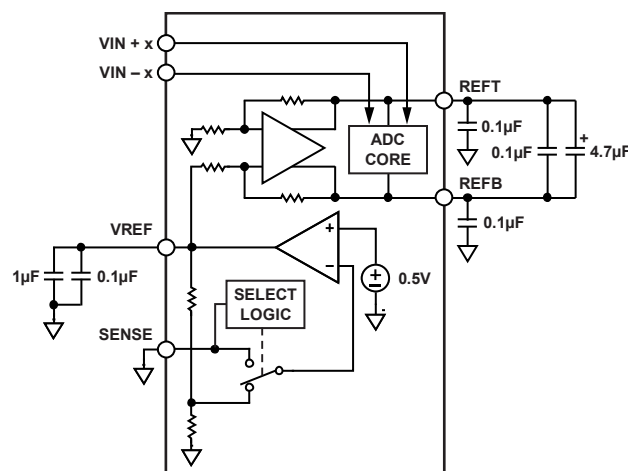 VIN + x
VIN – x
REFT
ADC
CORE
0.1µF
0.1µF
+
4.7µF
REFB
0.1µF
VREF
+
–
1µF
0.1µF
+
–
0.5V
SELECT
LOGIC
SENSE